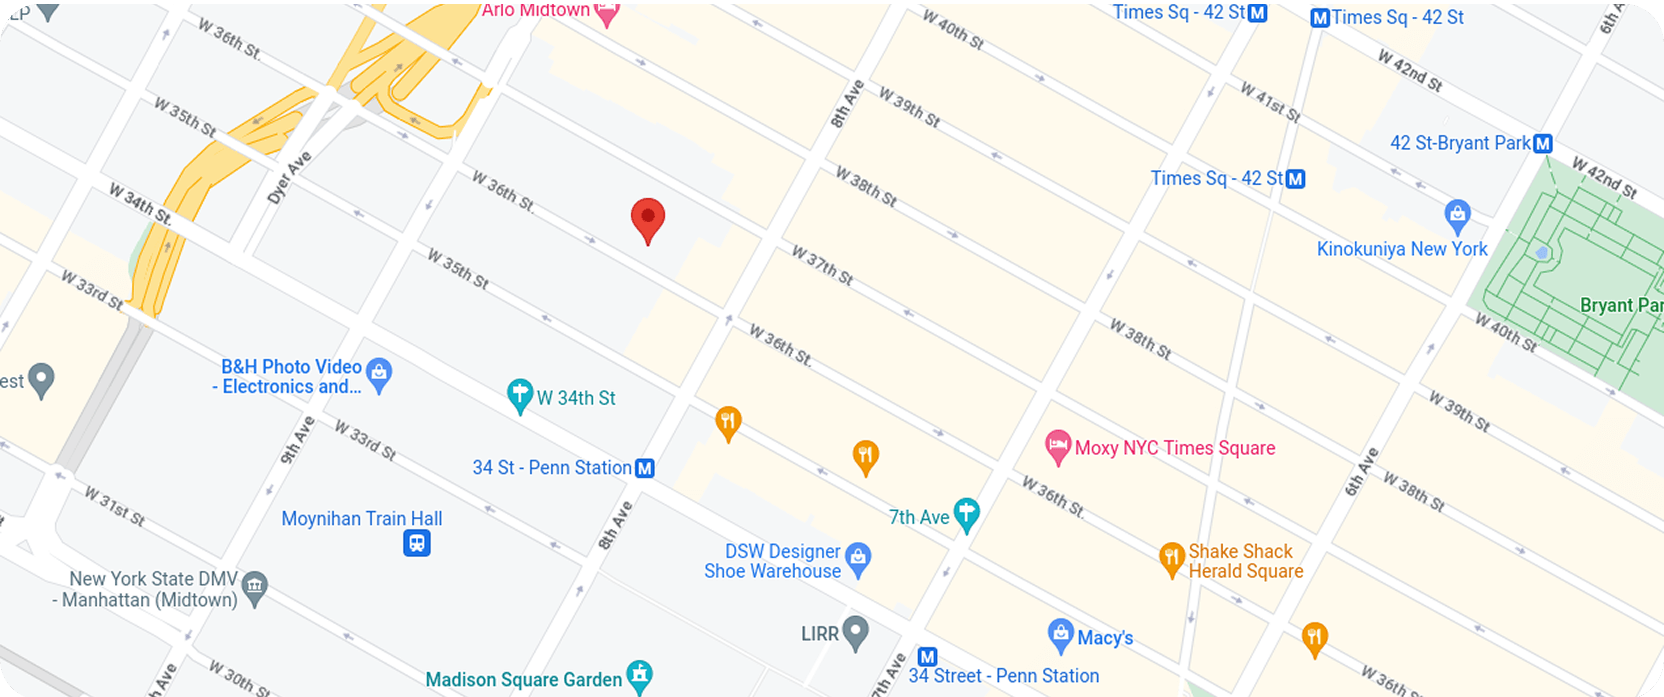 Arlo Midtown
Times Sq - 42 St
Times Sq - 42 St
W 40th St
W 36th St.
W 42nd St
8th Ave
W 39th St
W 41st St
W 35th St
42 St-Bryant Park
W 42nd St
Dyer Ave
W 38th St
Times Sq - 42 St
W 36th St.
W 34th St.
Kinokuniya New York
W 35th St
W 37th St
W 33rd St
Bryant Par
W 36th St.
W 38th St
W 40th St
B&H Photo Video
- Electronics and...
est
W 34th St
W 39th St
9th Ave
W 33rd St
34 St - Penn Station
Moxy NYC Times Square
6th Ave
W 38th St
W 36th St.
W 31st St
Moynihan Train Hall
8th Ave
7th Ave
DSW Designer
Shoe Warehouse
Shake Shack
Herald Square
New York State DMV
- Manhattan (Midtown)
LIRR
Macy's
Madison Square Garden
34 Street - Penn Station
7th Ave
W 30th St
W 36th St
h Ave
6th A